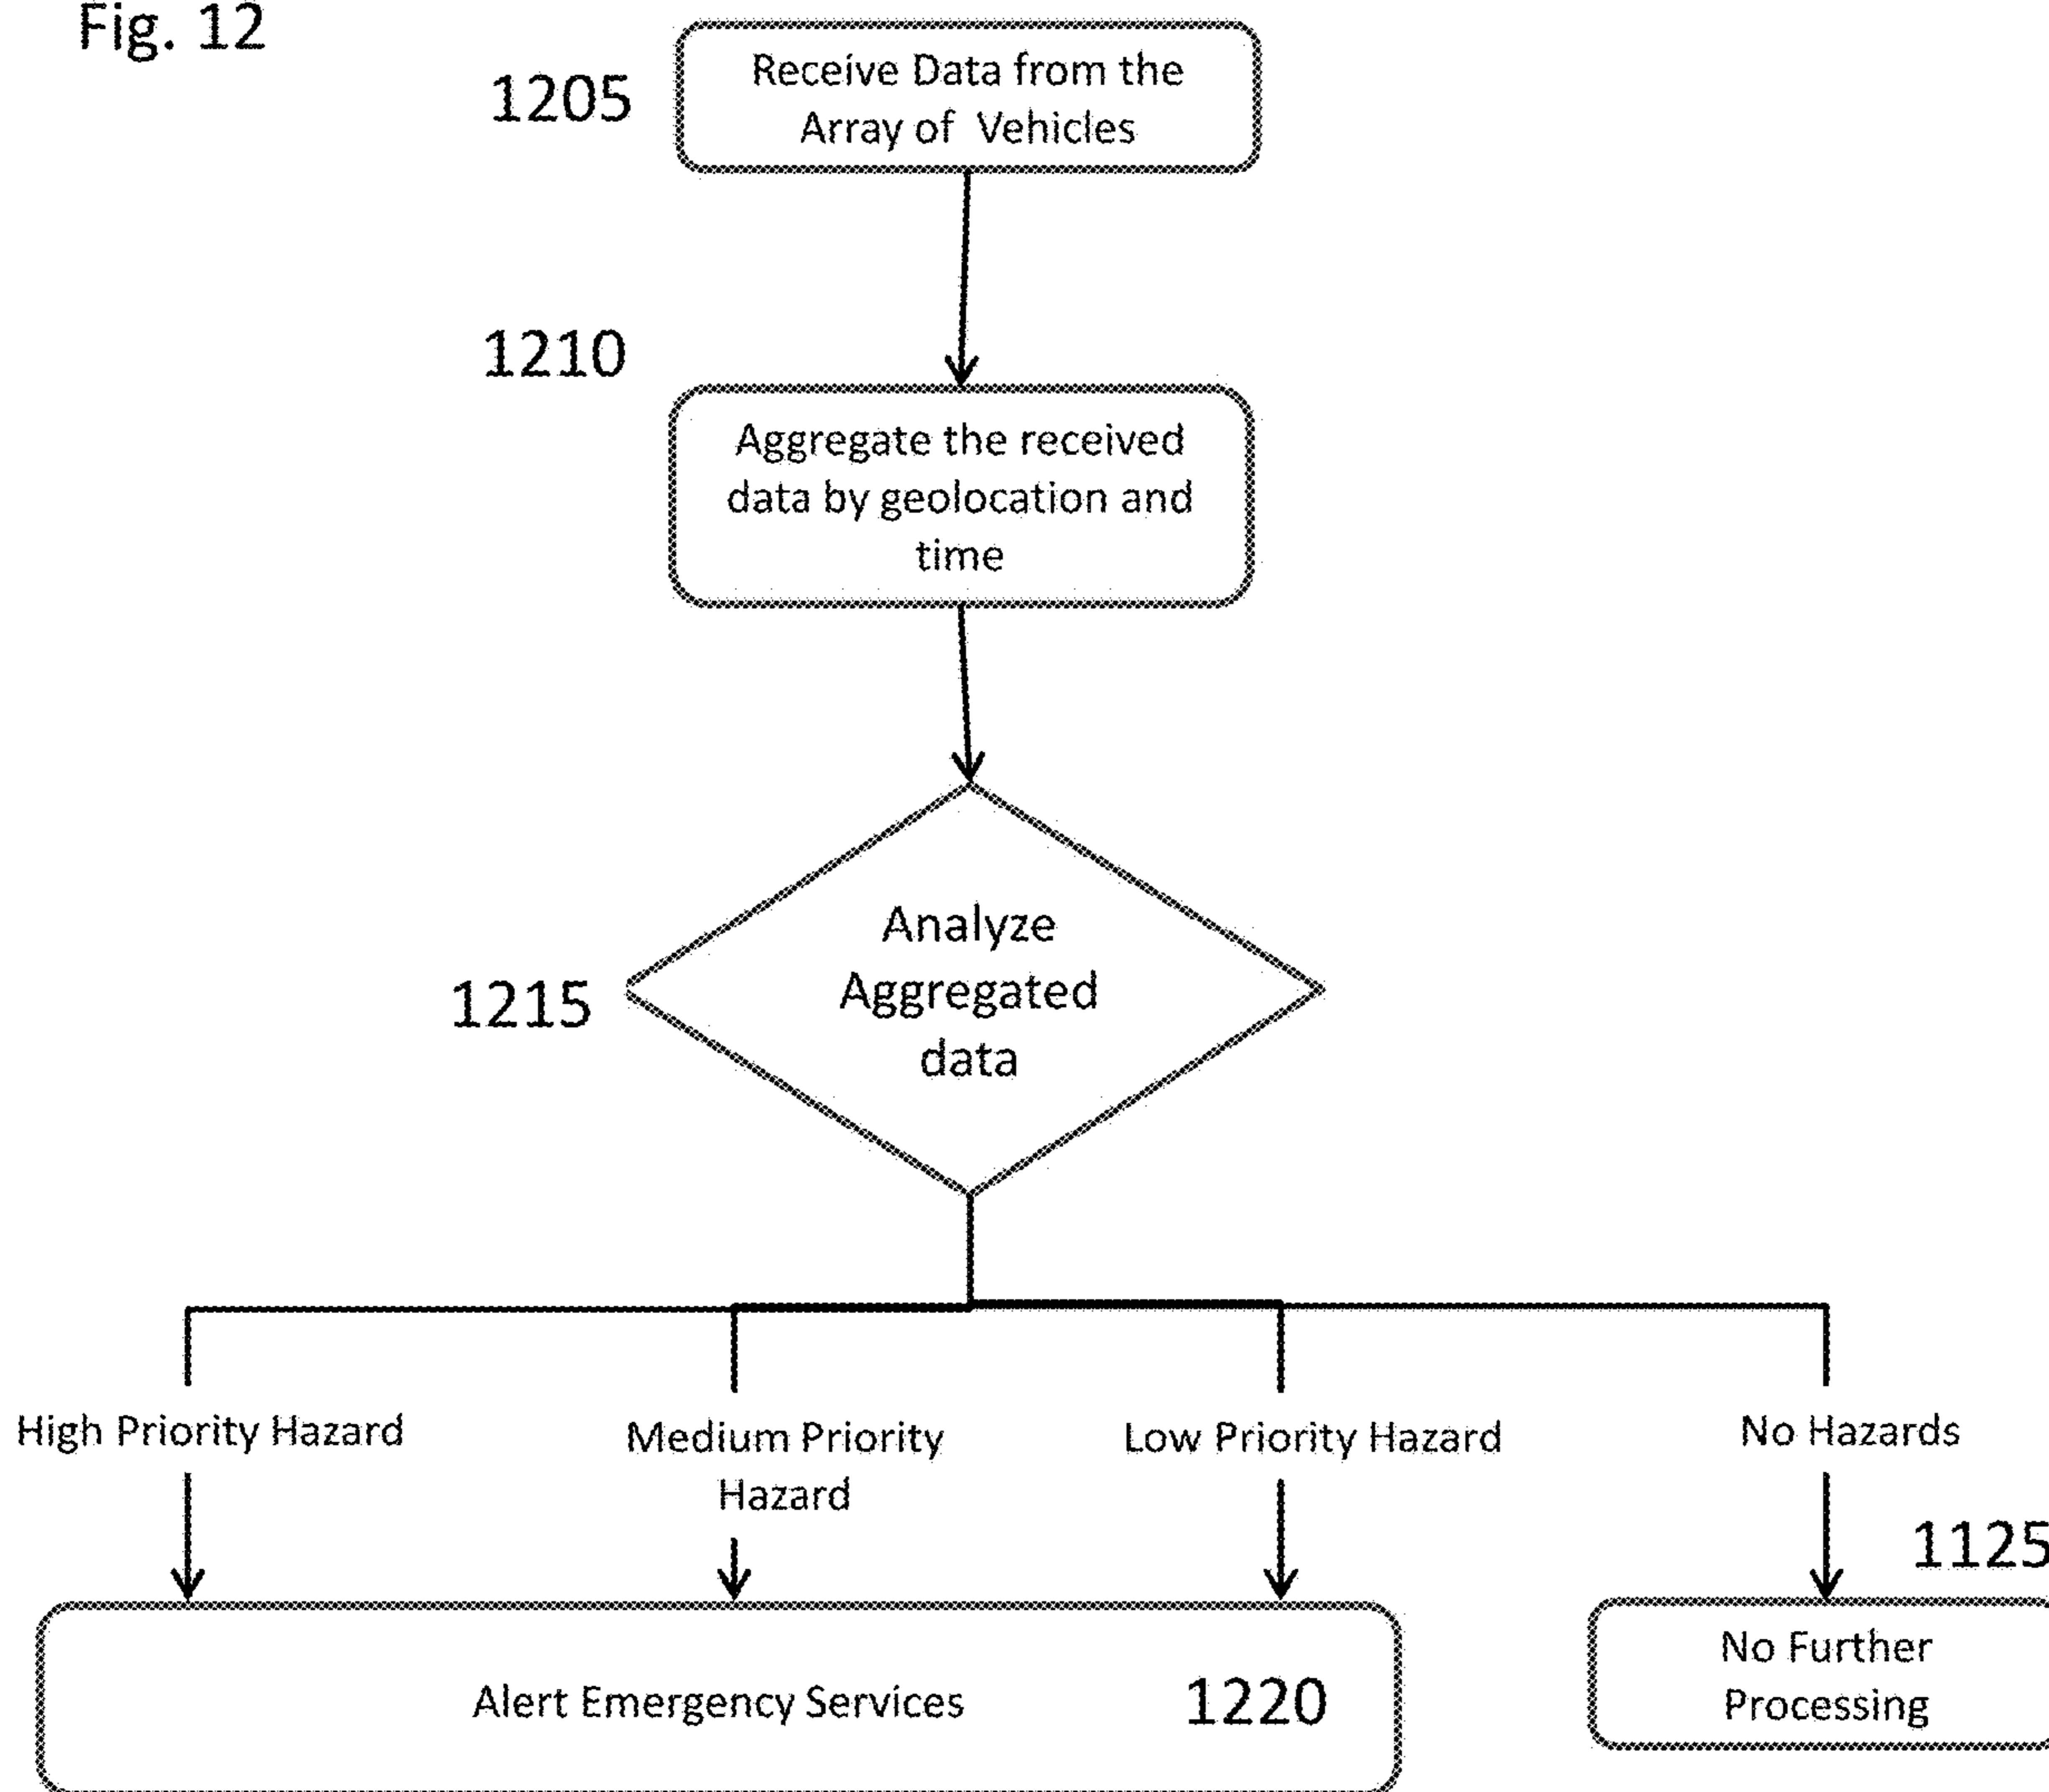 Fig. 12
1205
Receive Data from the
Array of Vehicles
1210
Aggregate the received
data by geolocation and
time
1215
Analyze
Aggregated
data
High Priority Hazard
Medium Priority
Hazard
Low Priority Hazard
No Hazards
1125
Alert Emergency Services
1220
No Further
Processing